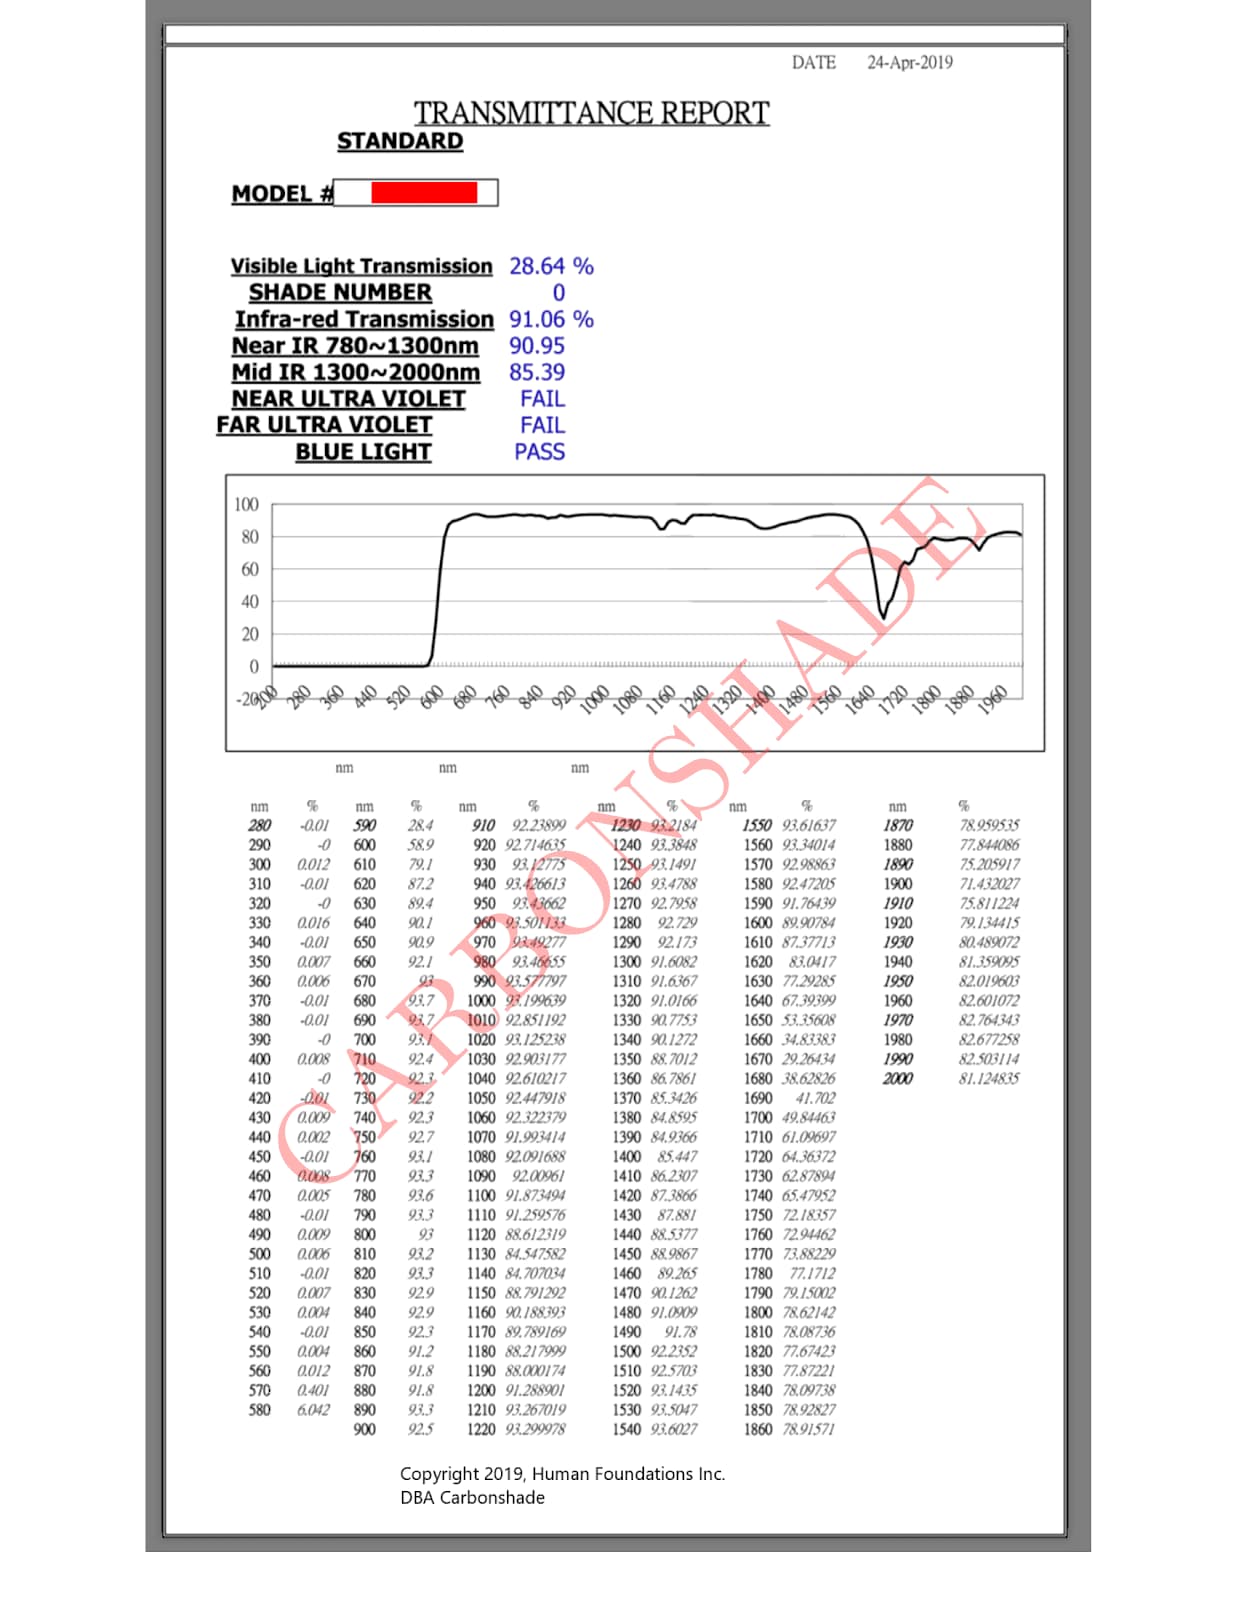 DATE 24-Apr-2019
TRANSMITTANCE REPORT
STANDARD
MODEL #
Visible Light Transmission 28.64 %
SHADE NUMBER 0
Infra-red Transmission 91.06 %
Near IR 780~1300nm 90.95
Mid IR 1300~2000nm 85.39
NEAR ULTRA VIOLET FAIL
FAR ULTRA VIOLET FAIL
BLUE LIGHT PASS
100
80
60
40
20
0
-20
200 280 360 440 520 600 680 760 840 920 1000 1080 1160 1240 1320 1400 1480 1560 1640 1720 1800 1880 1960
CARBONSHADE
nm nm nm
nm % nm % nm % nm % nm % nm %
280 -0.01 590 28.4 910 92.23899 1230 93.2184 1550 93.61637 1870 78.959535
290 -0 600 58.9 920 92.714635 1240 93.3848 1560 93.34014 1880 77.844086
300 0.012 610 79.1 930 93.12775 1250 93.1491 1570 92.98863 1890 75.205917
310 -0.01 620 87.2 940 93.426613 1260 93.4788 1580 92.47205 1900 71.432027
320 -0 630 89.4 950 93.43662 1270 92.7958 1590 91.76439 1910 75.811224
330 0.016 640 90.1 960 93.501133 1280 92.729 1600 89.90784 1920 79.134415
340 -0.01 650 90.9 970 93.49277 1290 92.173 1610 87.37713 1930 80.489072
350 0.007 660 92.1 980 93.46655 1300 91.6082 1620 83.0417 1940 81.359095
360 0.006 670 93 990 93.577797 1310 91.6367 1630 77.29285 1950 82.019603
370 -0.01 680 93.7 1000 93.199639 1320 91.0166 1640 67.39399 1960 82.601072
380 -0.01 690 93.7 1010 92.851192 1330 90.7753 1650 53.35608 1970 82.764343
390 -0 700 93.1 1020 93.125238 1340 90.1272 1660 34.83383 1980 82.677258
400 0.008 710 92.4 1030 92.903177 1350 88.7012 1670 29.26434 1990 82.503114
410 -0 720 92.3 1040 92.610217 1360 86.7861 1680 38.62826 2000 81.124835
420 -0.01 730 92.2 1050 92.447918 1370 85.3426 1690 41.702
430 0.009 740 92.3 1060 92.322379 1380 84.8595 1700 49.84463
440 0.002 750 92.7 1070 91.993414 1390 84.9366 1710 61.09697
450 -0.01 760 93.1 1080 92.091688 1400 85.447 1720 64.36372
460 0.008 770 93.3 1090 92.00961 1410 86.2307 1730 62.87894
470 0.005 780 93.6 1100 91.873494 1420 87.3866 1740 65.47952
480 -0.01 790 93.3 1110 91.259576 1430 87.881 1750 72.18357
490 0.009 800 93 1120 88.612319 1440 88.5377 1760 72.94462
500 0.006 810 93.2 1130 84.547582 1450 88.9867 1770 73.88229
510 -0.01 820 93.3 1140 84.707034 1460 89.265 1780 77.1712
520 0.007 830 92.9 1150 88.791292 1470 90.1262 1790 79.15002
530 0.004 840 92.9 1160 90.188393 1480 91.0909 1800 78.62142
540 -0.01 850 92.3 1170 89.789169 1490 91.78 1810 78.08736
550 0.004 860 91.2 1180 88.217999 1500 92.2352 1820 77.67423
560 0.012 870 91.8 1190 88.000174 1510 92.5703 1830 77.87221
570 0.401 880 91.8 1200 91.288901 1520 93.1435 1840 78.09738
580 6.042 890 93.3 1210 93.267019 1530 93.5047 1850 78.92827
900 92.5 1220 93.299978 1540 93.6027 1860 78.91571
Copyright 2019, Human Foundations Inc.
DBA Carbonshade